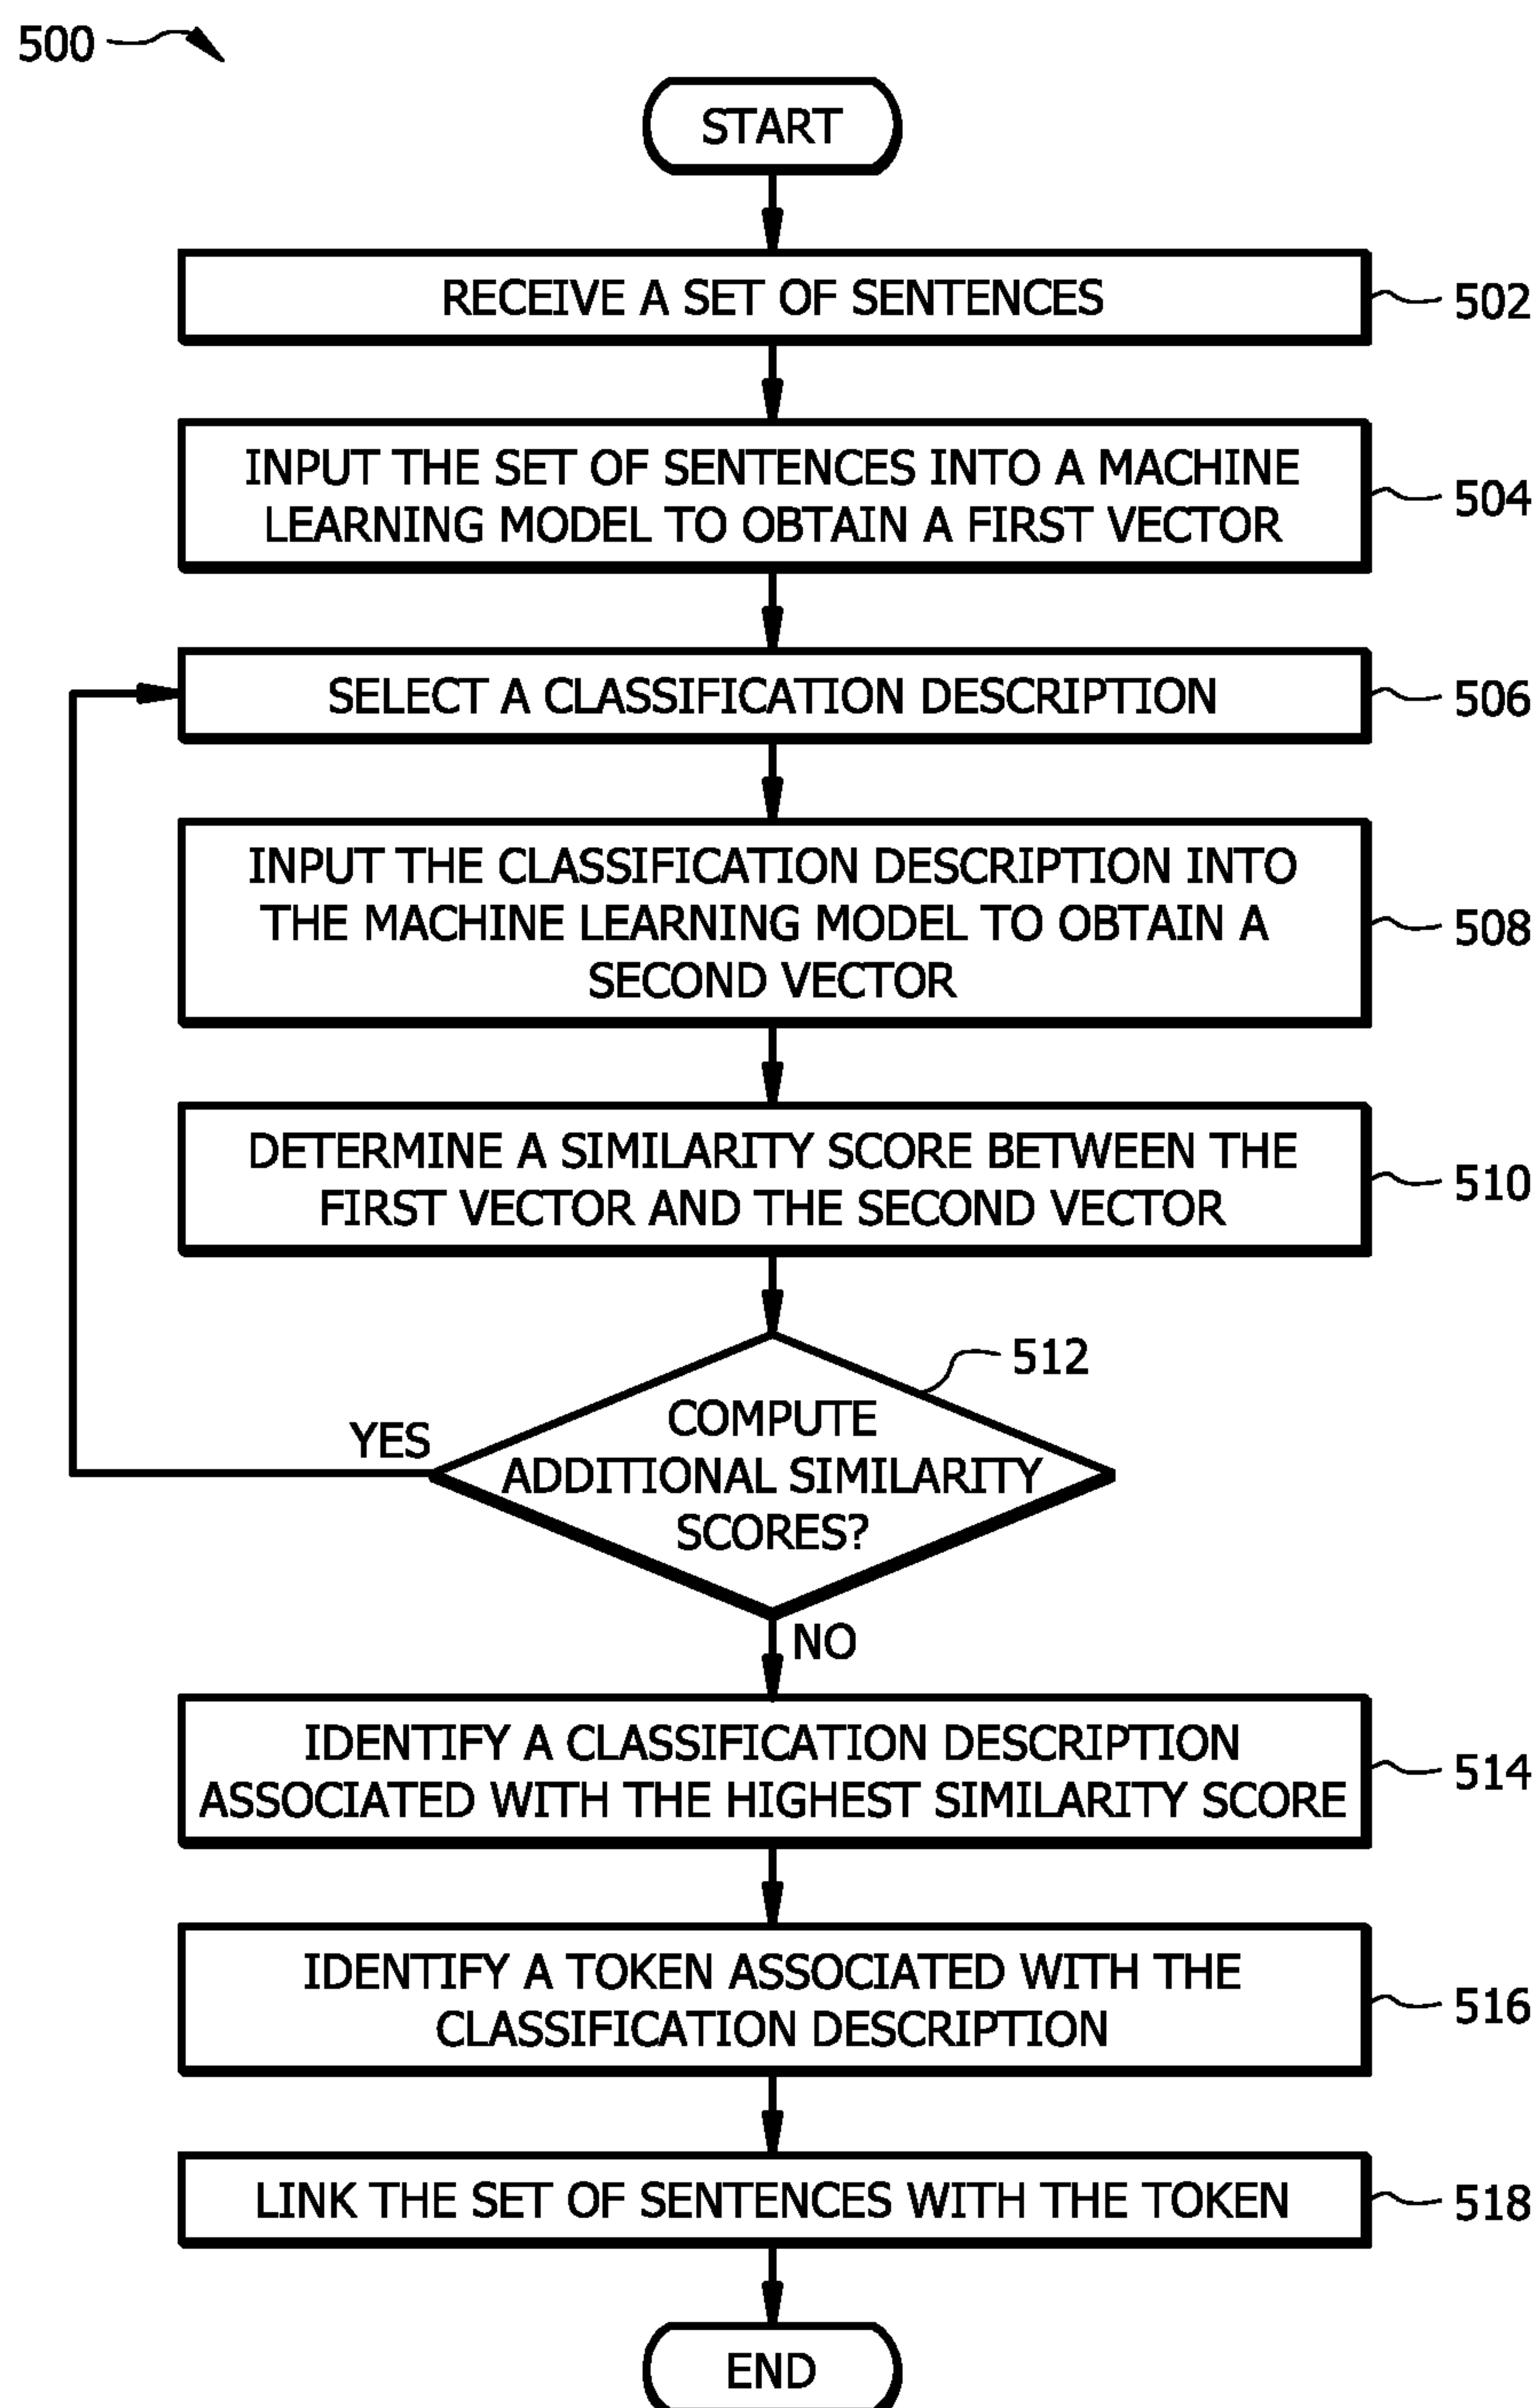 500
START
RECEIVE A SET OF SENTENCES
502
INPUT THE SET OF SENTENCES INTO A MACHINE
LEARNING MODEL TO OBTAIN A FIRST VECTOR
504
SELECT A CLASSIFICATION DESCRIPTION
506
INPUT THE CLASSIFICATION DESCRIPTION INTO
THE MACHINE LEARNING MODEL TO OBTAIN A
SECOND VECTOR
508
DETERMINE A SIMILARITY SCORE BETWEEN THE
FIRST VECTOR AND THE SECOND VECTOR
510
512
COMPUTE
ADDITIONAL SIMILARITY
SCORES?
YES
NO
IDENTIFY A CLASSIFICATION DESCRIPTION
ASSOCIATED WITH THE HIGHEST SIMILARITY SCORE
514
IDENTIFY A TOKEN ASSOCIATED WITH THE
CLASSIFICATION DESCRIPTION
516
LINK THE SET OF SENTENCES WITH THE TOKEN
518
END